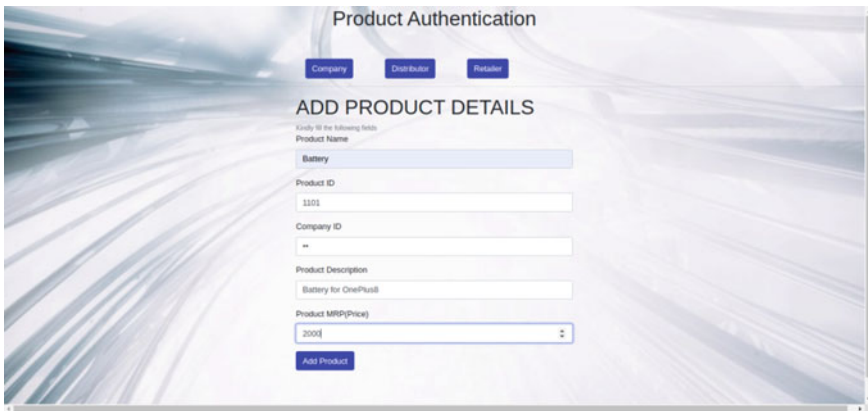 Product Authentication
Company Distributor Retailer
ADD PRODUCT DETAILS
Kindly fill the following fields
Product Name
Battery
Product ID
1101
Company ID
••
Product Description
Battery for OnePlus8
Product MRP(Price)
2000
Add Product